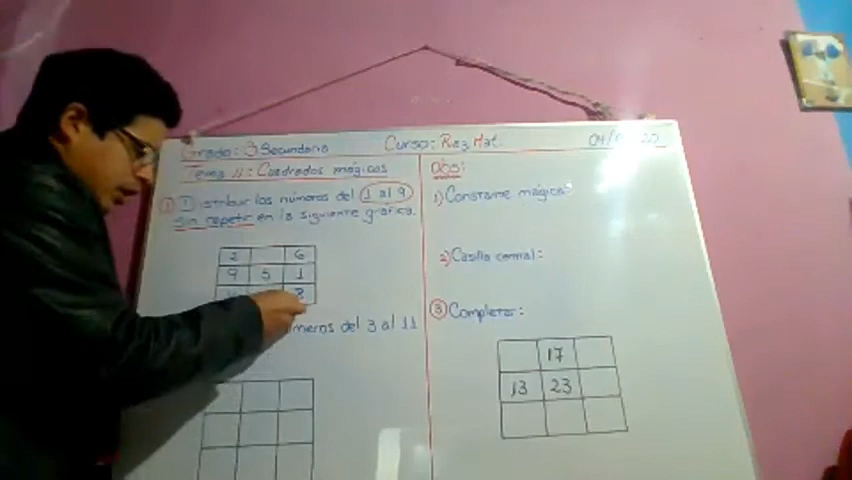 Grado: 3 Secundaria
Curso: Raz Mat.
Tema 11: Cuadrados mágicos
① Distribuir los números del 1 al 9
sin repetir en la siguiente gráfica.
2 6
9 5 1
8
números del 3 al 11
Obs:
1) Constante mágica:
2) Casilla central:
③ Completar:
17
13 23